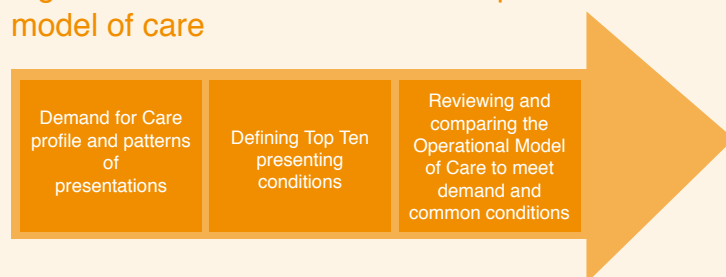 model of care
Demand for Care
profile and patterns
of
presentations
Defining Top Ten
presenting
conditions
Reviewing and
comparing the
Operational Model
of Care to meet
demand and
common conditions